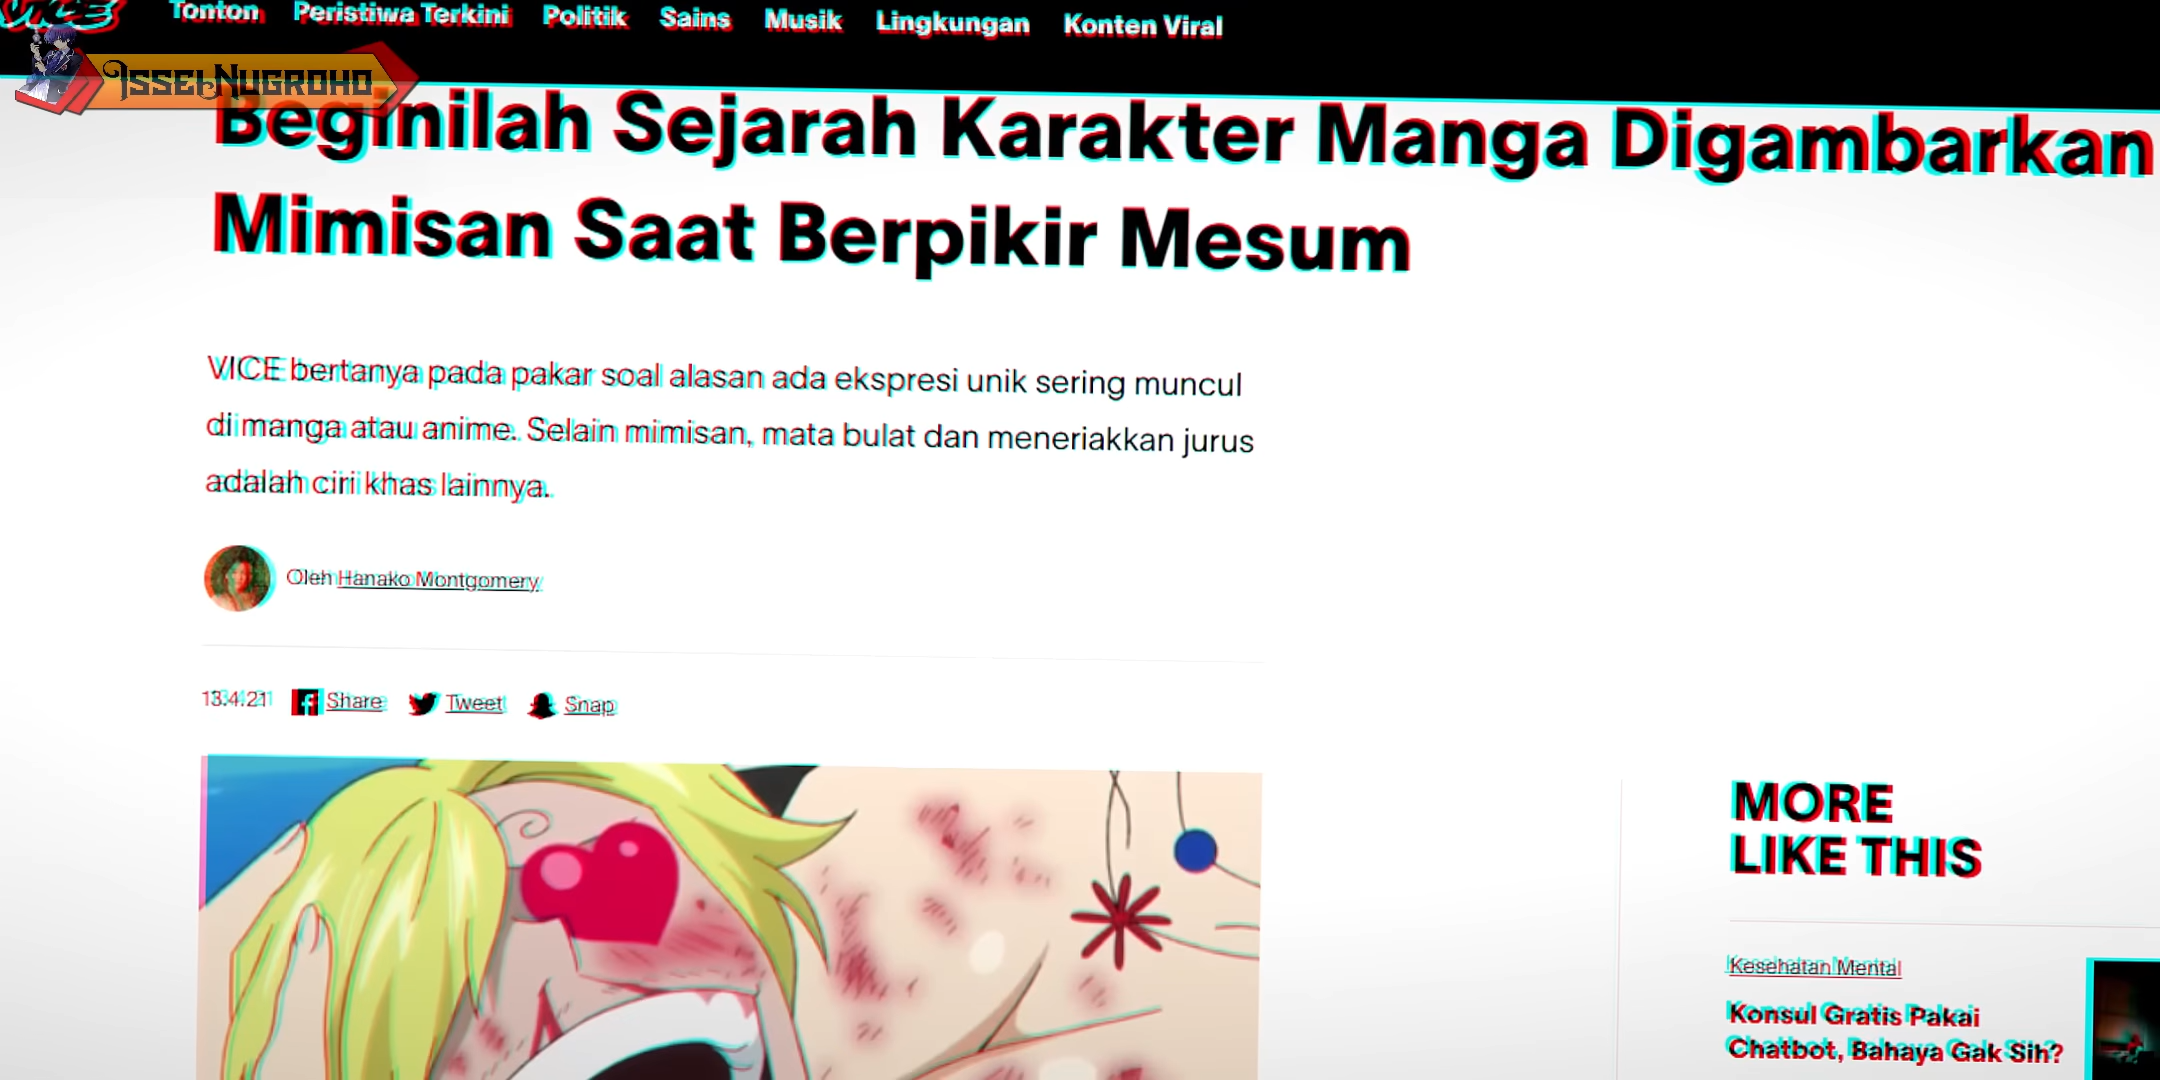 VICE
Tonton Peristiwa Terkini Politik Sains Musik Lingkungan Konten Viral
IsselNugroho
Beginilah Sejarah Karakter Manga Digambarkan
Mimisan Saat Berpikir Mesum
VICE bertanya pada pakar soal alasan ada ekspresi unik sering muncul
di manga atau anime. Selain mimisan, mata bulat dan meneriakkan jurus
adalah ciri khas lainnya.
Oleh Hanako Montgomery
13.4.21 Share Tweet Snap
MORE
LIKE THIS
Kesehatan Mental
Konsul Gratis Pakai
Chatbot, Bahaya Gak Sih?